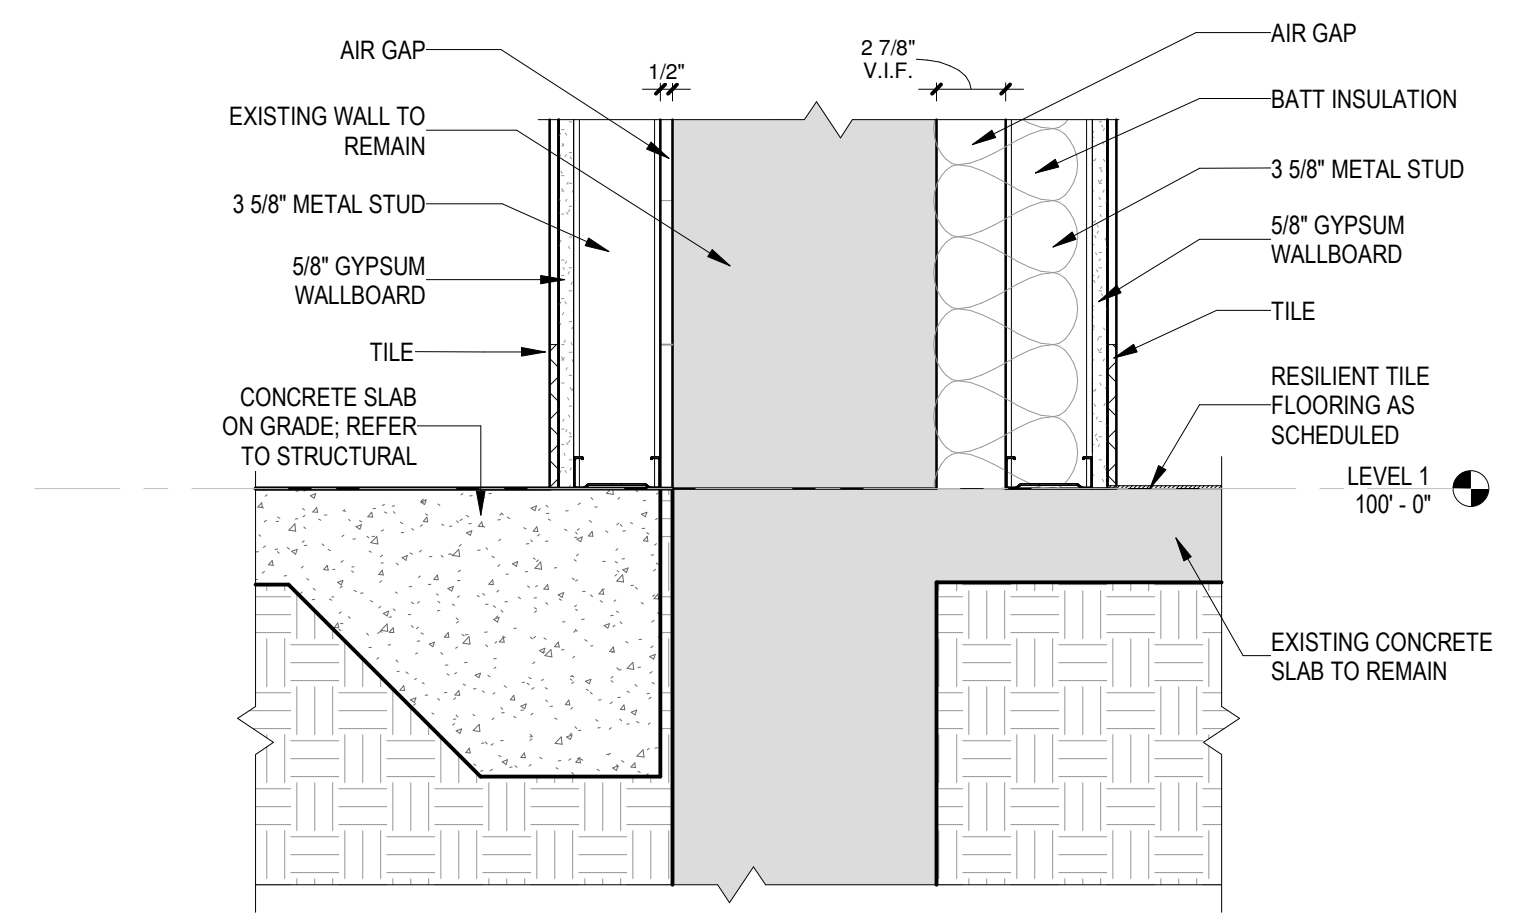 AIR GAP
EXISTING WALL TO
REMAIN
3 5/8" METAL STUD
5/8" GYPSUM
WALLBOARD
TILE
CONCRETE SLAB
ON GRADE; REFER
TO STRUCTURAL
1/2"
2 7/8"
V.I.F.
AIR GAP
BATT INSULATION
3 5/8" METAL STUD
5/8" GYPSUM
WALLBOARD
TILE
RESILIENT TILE
FLOORING AS
SCHEDULED
LEVEL 1
100' - 0"
EXISTING CONCRETE
SLAB TO REMAIN